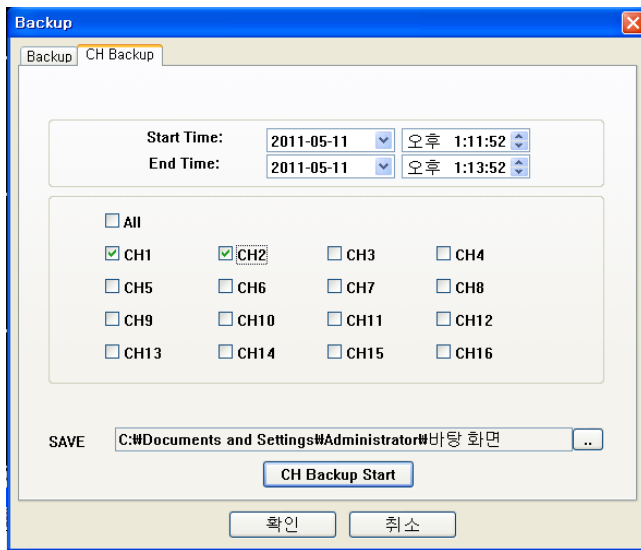 Backup
Backup CH Backup
Start Time: 2011-05-11 오후 1:11:52
End Time: 2011-05-11 오후 1:13:52
All
CH1 CH2 CH3 CH4
CH5 CH6 CH7 CH8
CH9 CH10 CH11 CH12
CH13 CH14 CH15 CH16
SAVE C:₩Documents and Settings₩Administrator₩바탕 화면 ..
CH Backup Start
확인 취소